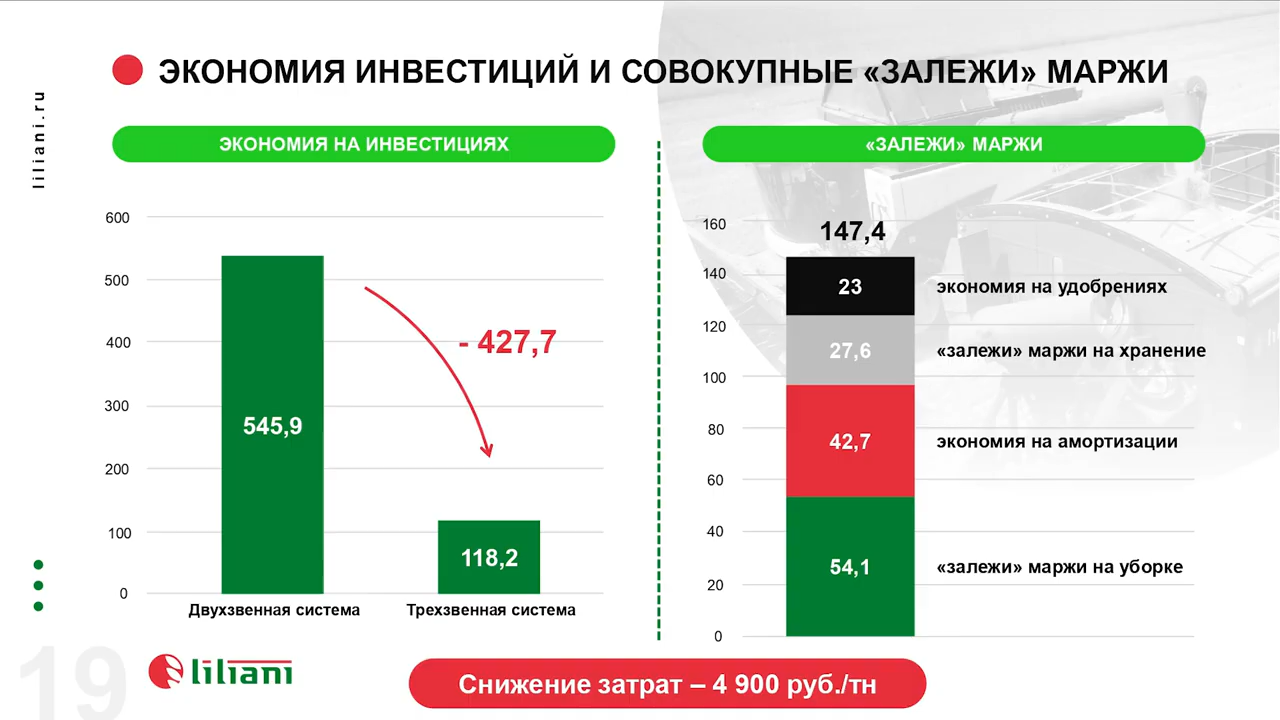 ЭКОНОМИЯ ИНВЕСТИЦИЙ И СОВОКУПНЫЕ «ЗАЛЕЖИ» МАРЖИ
liliani.ru
ЭКОНОМИЯ НА ИНВЕСТИЦИЯХ
600
500
400
300
200
100
0
545,9
- 427,7
118,2
Двухзвенная система
Трехзвенная система
«ЗАЛЕЖИ» МАРЖИ
160
140
120
100
80
60
40
20
0
147,4
23
экономия на удобрениях
27,6
«залежи» маржи на хранение
42,7
экономия на амортизации
54,1
«залежи» маржи на уборке
19
liliani
Снижение затрат – 4 900 руб./тн